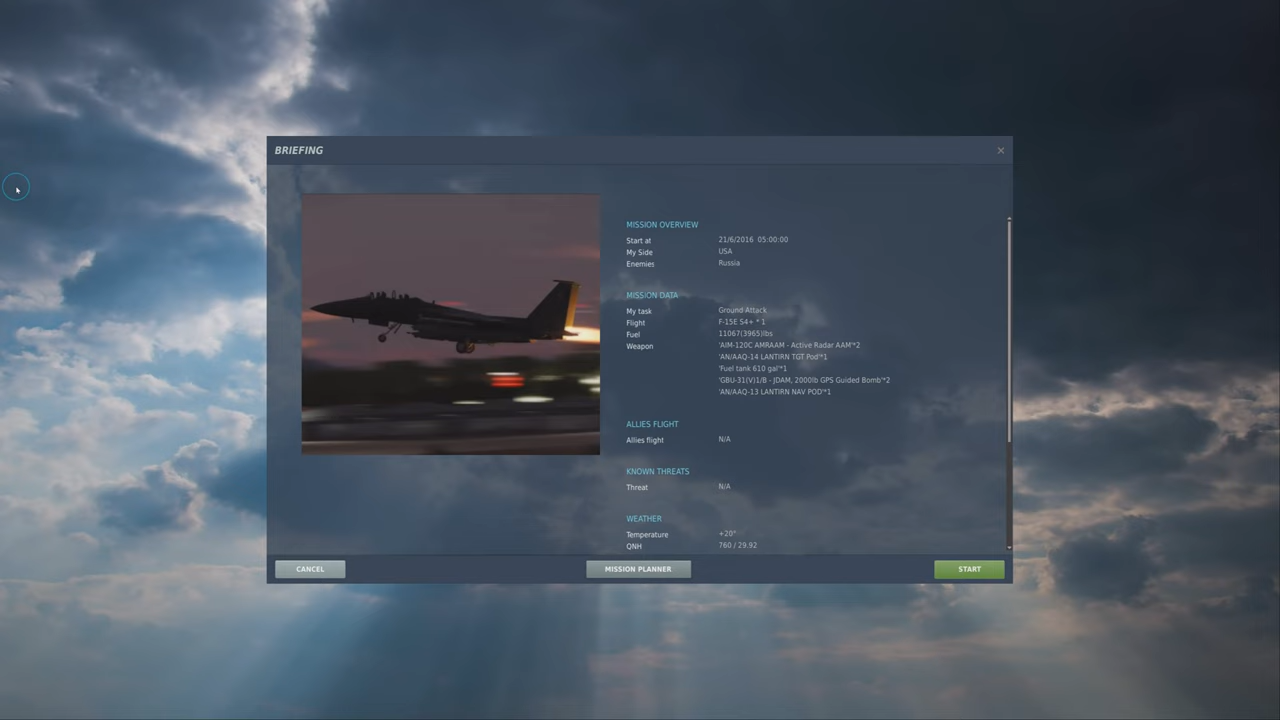 BRIEFING
MISSION OVERVIEW
Start at 21/6/2016 05:00:00
My Side USA
Enemies Russia
MISSION DATA
My task Ground Attack
Flight F-15E S4+ * 1
Fuel 11067(3965)lbs
Weapon 'AIM-120C AMRAAM - Active Radar AAM'*2
'AN/AAQ-14 LANTIRN TGT Pod'*1
'Fuel tank 610 gal'*1
'GBU-31(V)1/B - JDAM, 2000lb GPS Guided Bomb'*2
'AN/AAQ-13 LANTIRN NAV POD'*1
ALLIES FLIGHT
Allies flight N/A
KNOWN THREATS
Threat N/A
WEATHER
Temperature +20°
QNH 760 / 29.92
CANCEL MISSION PLANNER START